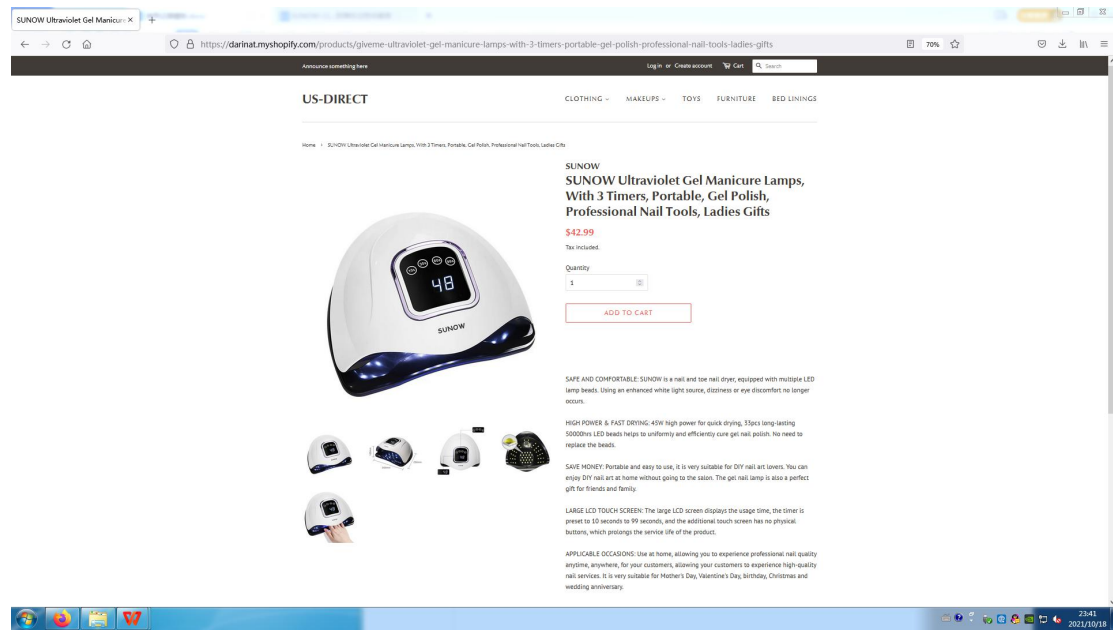 SUNOW Ultraviolet Gel Manicure
https://darinat.myshopify.com/products/giveme-ultraviolet-gel-manicure-lamps-with-3-timers-portable-gel-polish-professional-nail-tools-ladies-gifts
70%
Announce something here
Log in or Create account Cart Search
US-DIRECT
CLOTHING MAKEUPS TOYS FURNITURE BED LININGS
Home › SUNOW Ultraviolet Gel Manicure Lamps, With 3 Timers, Portable, Gel Polish, Professional Nail Tools, Ladies Gifts
SUNOW
SUNOW Ultraviolet Gel Manicure Lamps,
With 3 Timers, Portable, Gel Polish,
Professional Nail Tools, Ladies Gifts
$42.99
Tax included.
Quantity
1
ADD TO CART
48
SUNOW
SAFE AND COMFORTABLE: SUNOW is a nail and toe nail dryer, equipped with multiple LED
lamp beads. Using an enhanced white light source, dizziness or eye discomfort no longer
occurs.
HIGH POWER & FAST DRYING: 45W high power for quick drying, 33pcs long-lasting
50000hrs LED beads helps to uniformly and efficiently cure gel nail polish. No need to
replace the beads.
SAVE MONEY: Portable and easy to use, it is very suitable for DIY nail art lovers. You can
enjoy DIY nail art at home without going to the salon. The gel nail lamp is also a perfect
gift for friends and family.
LARGE LCD TOUCH SCREEN: The large LCD screen displays the usage time, the timer is
preset to 10 seconds to 99 seconds, and the additional touch screen has no physical
buttons, which prolongs the service life of the product.
APPLICABLE OCCASIONS: Use at home, allowing you to experience professional nail quality
anytime, anywhere, for your customers, allowing your customers to experience high-quality
nail services. It is very suitable for Mother's Day, Valentine's Day, birthday, Christmas and
wedding anniversary.
23:41
2021/10/18